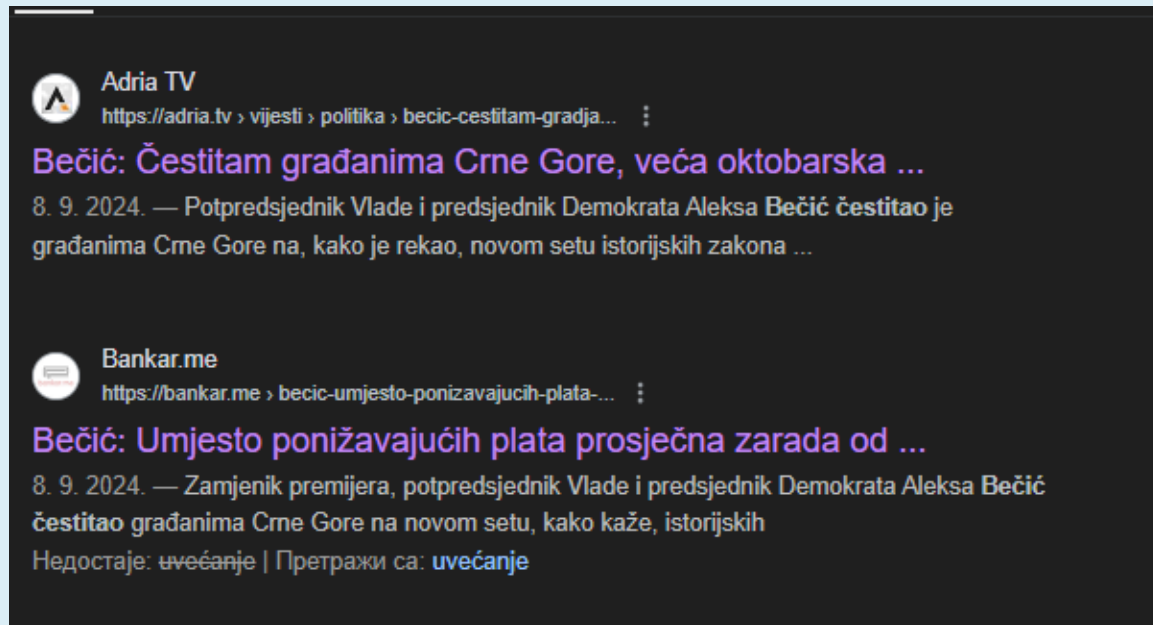 Adria TV
https://adria.tv › vijesti › politika › becic-cestitam-gradja...
Bečić: Čestitam građanima Crne Gore, veća oktobarska ...
8. 9. 2024. — Potpredsjednik Vlade i predsjednik Demokrata Aleksa Bečić čestitao je
građanima Crne Gore na, kako je rekao, novom setu istorijskih zakona ...
Bankar.me
https://bankar.me › becic-umjesto-ponizavajucih-plata-...
Bečić: Umjesto ponižavajućih plata prosječna zarada od ...
8. 9. 2024. — Zamjenik premijera, potpredsjednik Vlade i predsjednik Demokrata Aleksa Bečić
čestitao građanima Crne Gore na novom setu, kako kaže, istorijskih
Недостаје: uvećanje | Претражи са: uvećanje